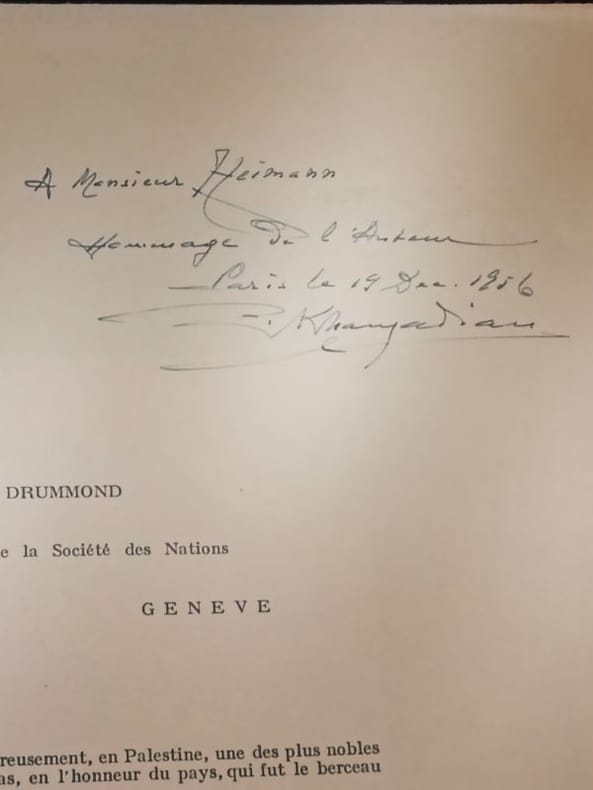 A Monsieur Heimann
Hommage de l'Auteur
Paris le 19 Dec. 1956
Khanzadian
DRUMMOND
e la Société des Nations
GENEVE
reusement, en Palestine, une des plus nobles
as, en l'honneur du pays, qui fut le berceau